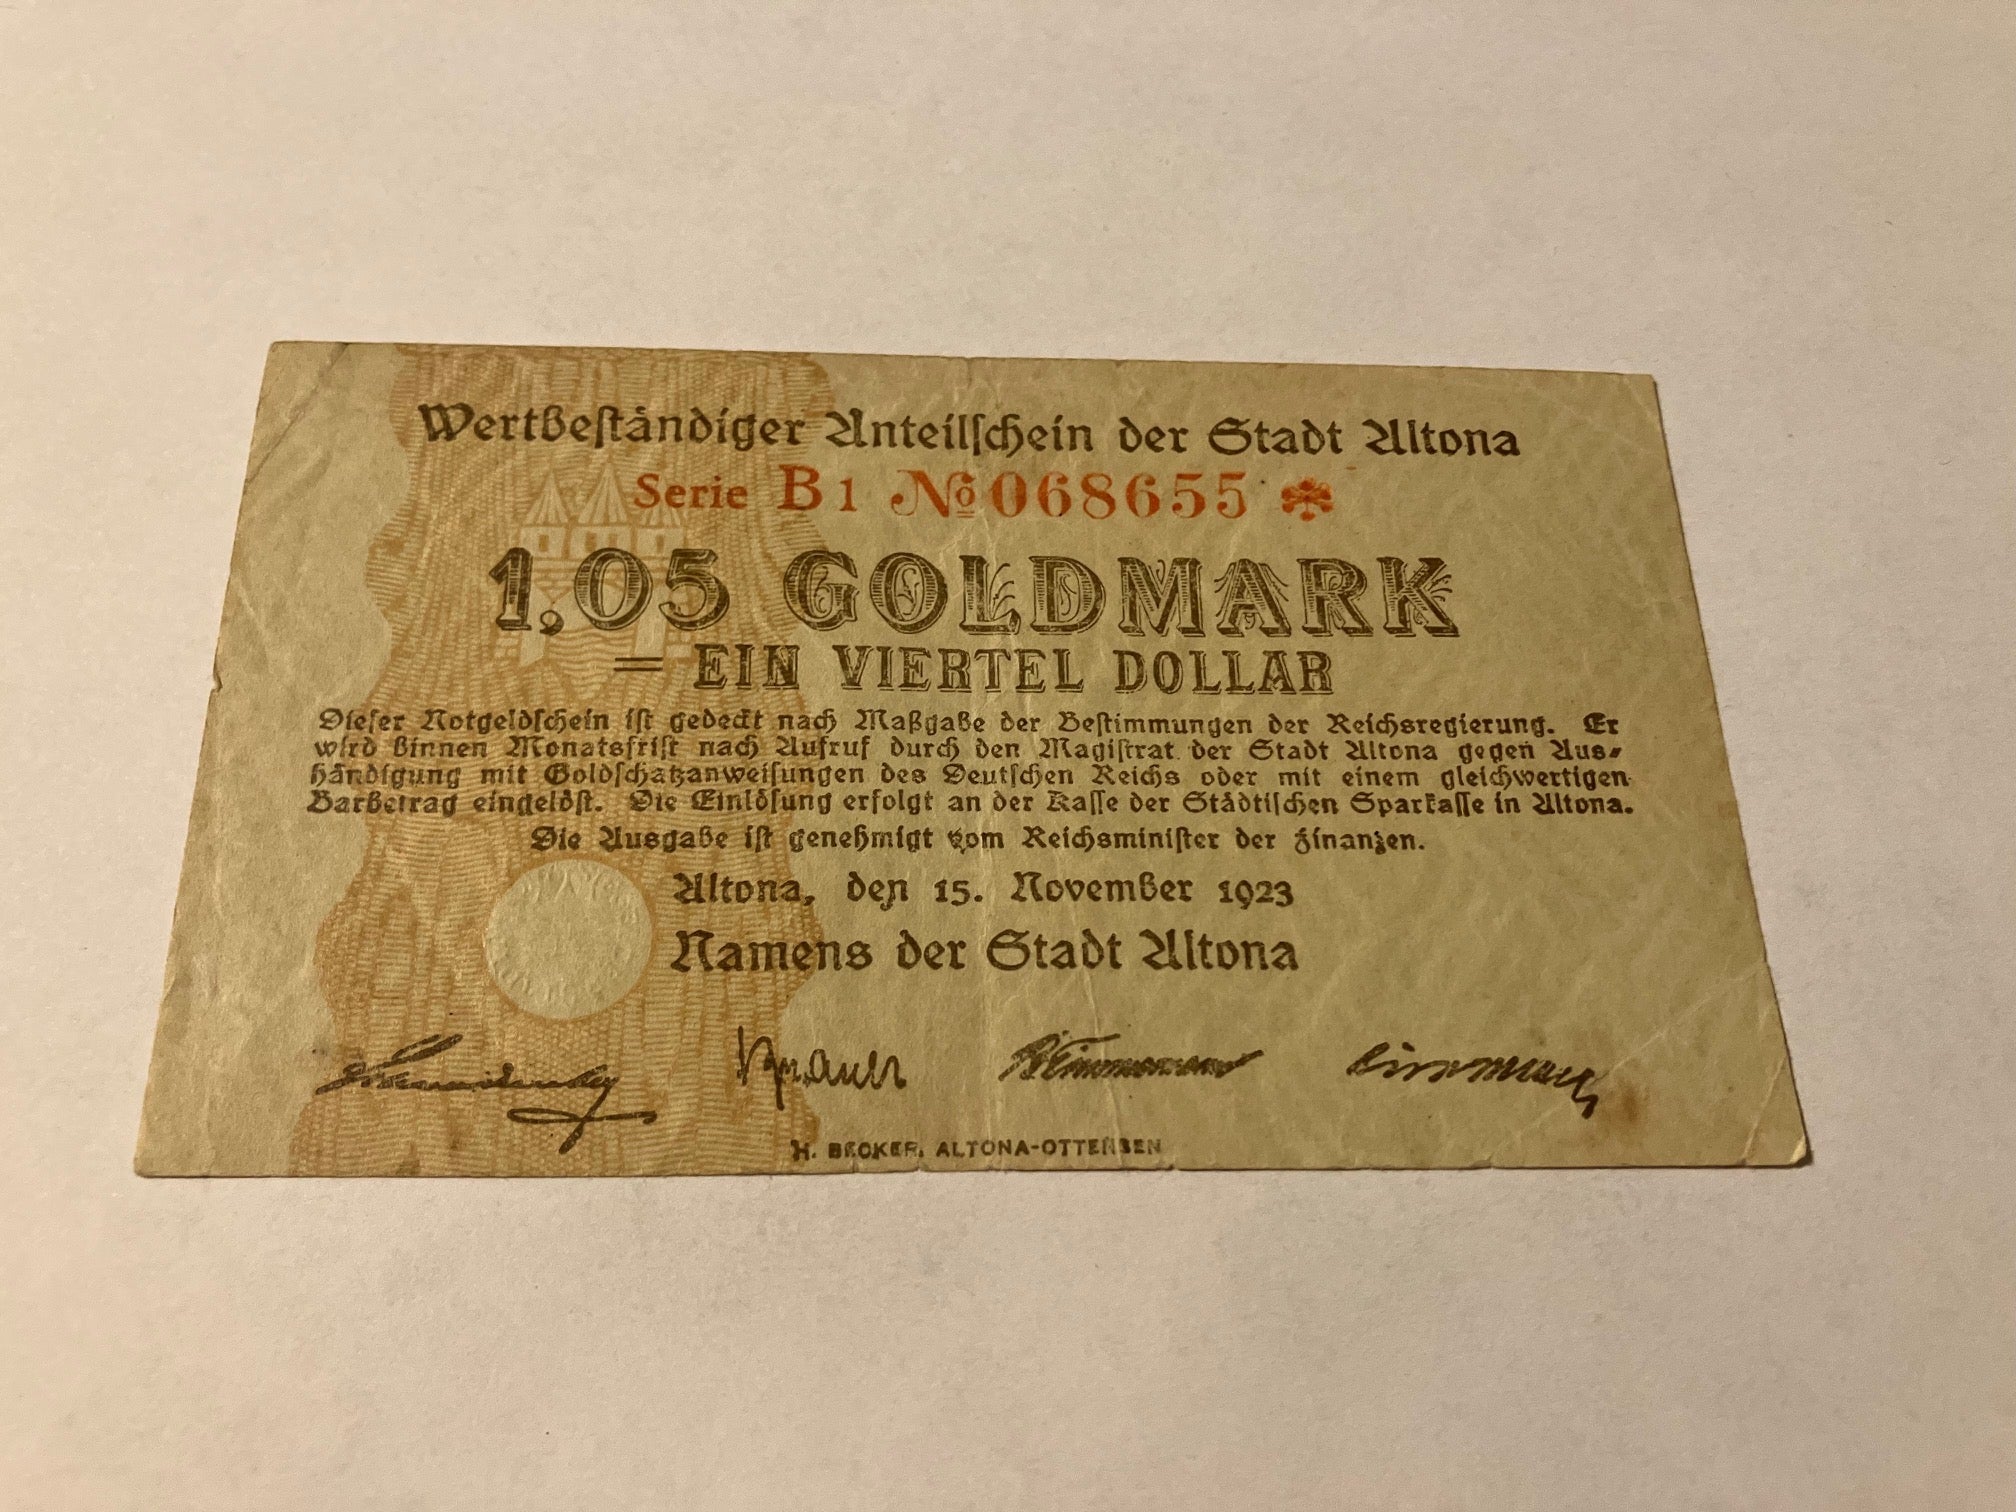 Wertbeständiger Anteilschein der Stadt Altona
Serie B1 № 068655 *
1,05 GOLDMARK
= EIN VIERTEL DOLLAR
Dieser Notgeldschein ist gedeckt nach Maßgabe der Bestimmungen der Reichsregierung. Er
wird binnen Monatsfrist nach Aufruf durch den Magistrat der Stadt Altona gegen Aus-
händigung mit Goldschatzanweisungen des Deutschen Reichs oder mit einem gleichwertigen
Barbetrag eingelöst. Die Einlösung erfolgt an der Kasse der Städtischen Sparkasse in Altona.
Die Ausgabe ist genehmigt vom Reichsminister der Finanzen.
Altona, den 15. November 1923
Namens der Stadt Altona
H. BECKER, ALTONA-OTTENSEN